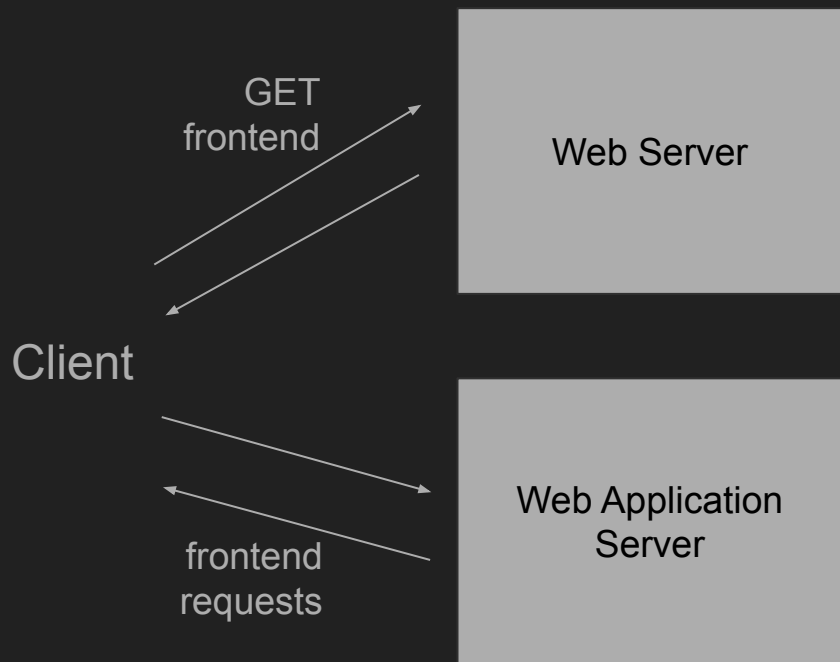 GET
frontend
Web Server
Client
Web Application
Server
frontend
requests